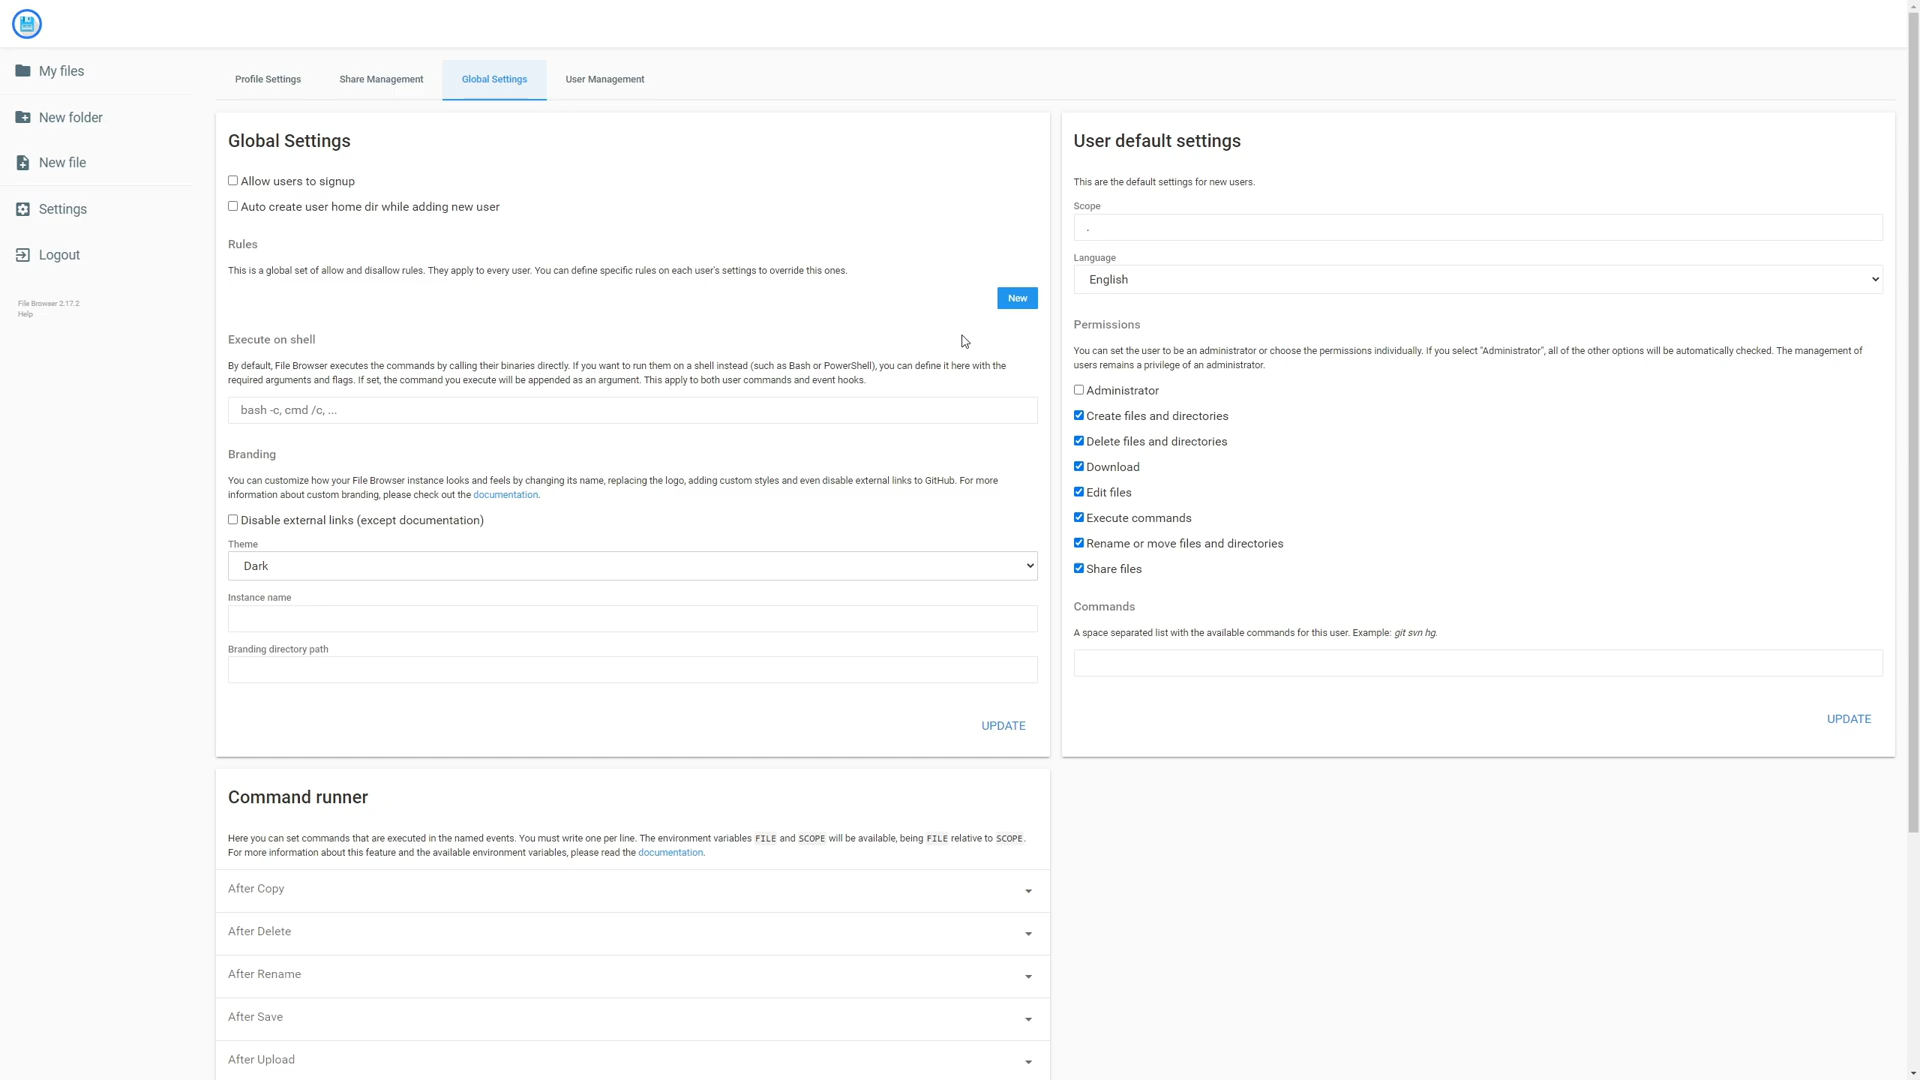 My files
New folder
New file
Settings
Logout
File Browser 2.17.2
Help
Profile Settings
Share Management
Global Settings
User Management
Global Settings
Allow users to signup
Auto create user home dir while adding new user
Rules
This is a global set of allow and disallow rules. They apply to every user. You can define specific rules on each user's settings to override this ones.
New
Execute on shell
By default, File Browser executes the commands by calling their binaries directly. If you want to run them on a shell instead (such as Bash or PowerShell), you can define it here with the
required arguments and flags. If set, the command you execute will be appended as an argument. This apply to both user commands and event hooks.
bash -c, cmd /c, ...
Branding
You can customize how your File Browser instance looks and feels by changing its name, replacing the logo, adding custom styles and even disable external links to GitHub. For more
information about custom branding, please check out the documentation.
Disable external links (except documentation)
Theme
Dark
Instance name
Branding directory path
UPDATE
User default settings
This are the default settings for new users.
Scope
.
Language
English
Permissions
You can set the user to be an administrator or choose the permissions individually. If you select "Administrator", all of the other options will be automatically checked. The management of
users remains a privilege of an administrator.
Administrator
Create files and directories
Delete files and directories
Download
Edit files
Execute commands
Rename or move files and directories
Share files
Commands
A space separated list with the available commands for this user. Example: git svn hg.
UPDATE
Command runner
Here you can set commands that are executed in the named events. You must write one per line. The environment variables FILE and SCOPE will be available, being FILE relative to SCOPE.
For more information about this feature and the available environment variables, please read the documentation.
After Copy
After Delete
After Rename
After Save
After Upload